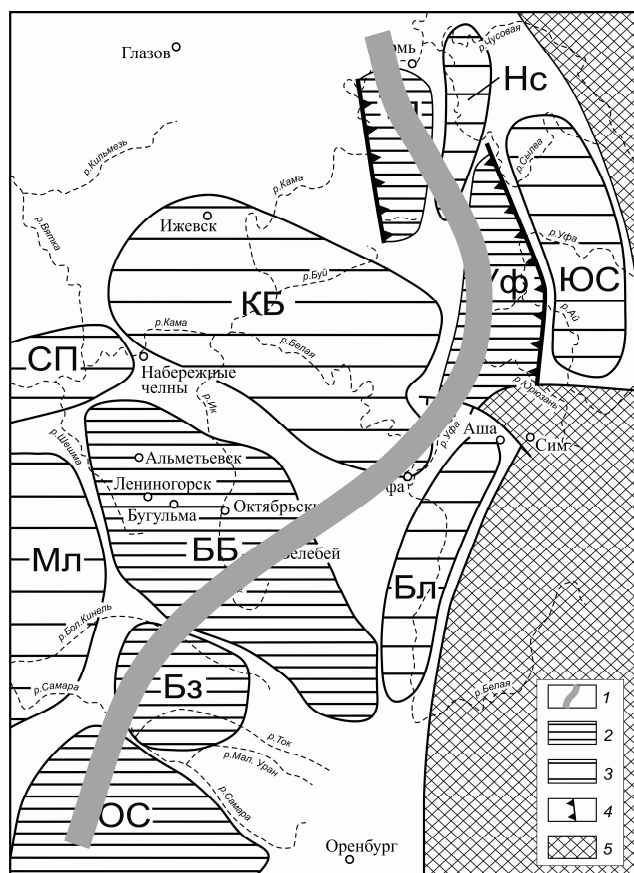 Глазов
р.Чусовая
Нс
р.Кильмезь
р.Сылва
р.Кама
р.Вятка
Ижевск
р.Уфа
р.Буй
КБ
Уф
ЮС
р.Ай
р.Кама
р.Белая
СП
Набережные
челны
р.Юрюзань
р.Ик
р.Уфа
Аша
Сим
р.Шешма
Альметьевск
Лениногорск
Бугульма
Октябрьск
ББ
Мл
Бл
р.Бол.Кинель
Бз
р.Самара
р.Белая
р.Ток
р.Мал. Уран
ОС
р.Самара
Оренбург
1
2
3
4
5